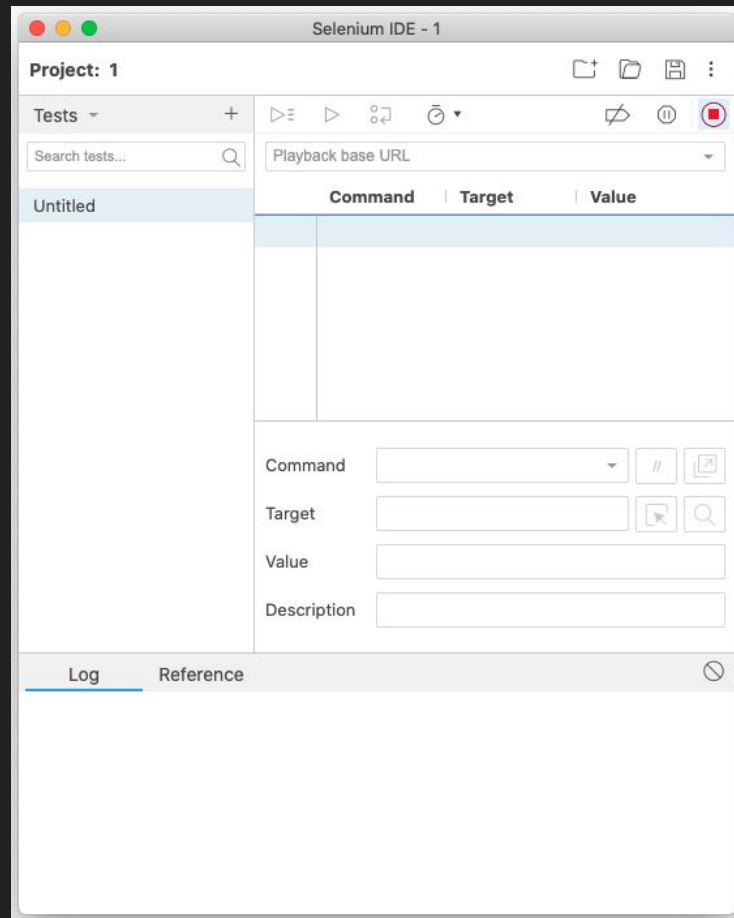 Selenium IDE - 1
Project: 1
Tests
Search tests...
Untitled
Playback base URL
Command Target Value
Command
//
Target
Value
Description
Log Reference